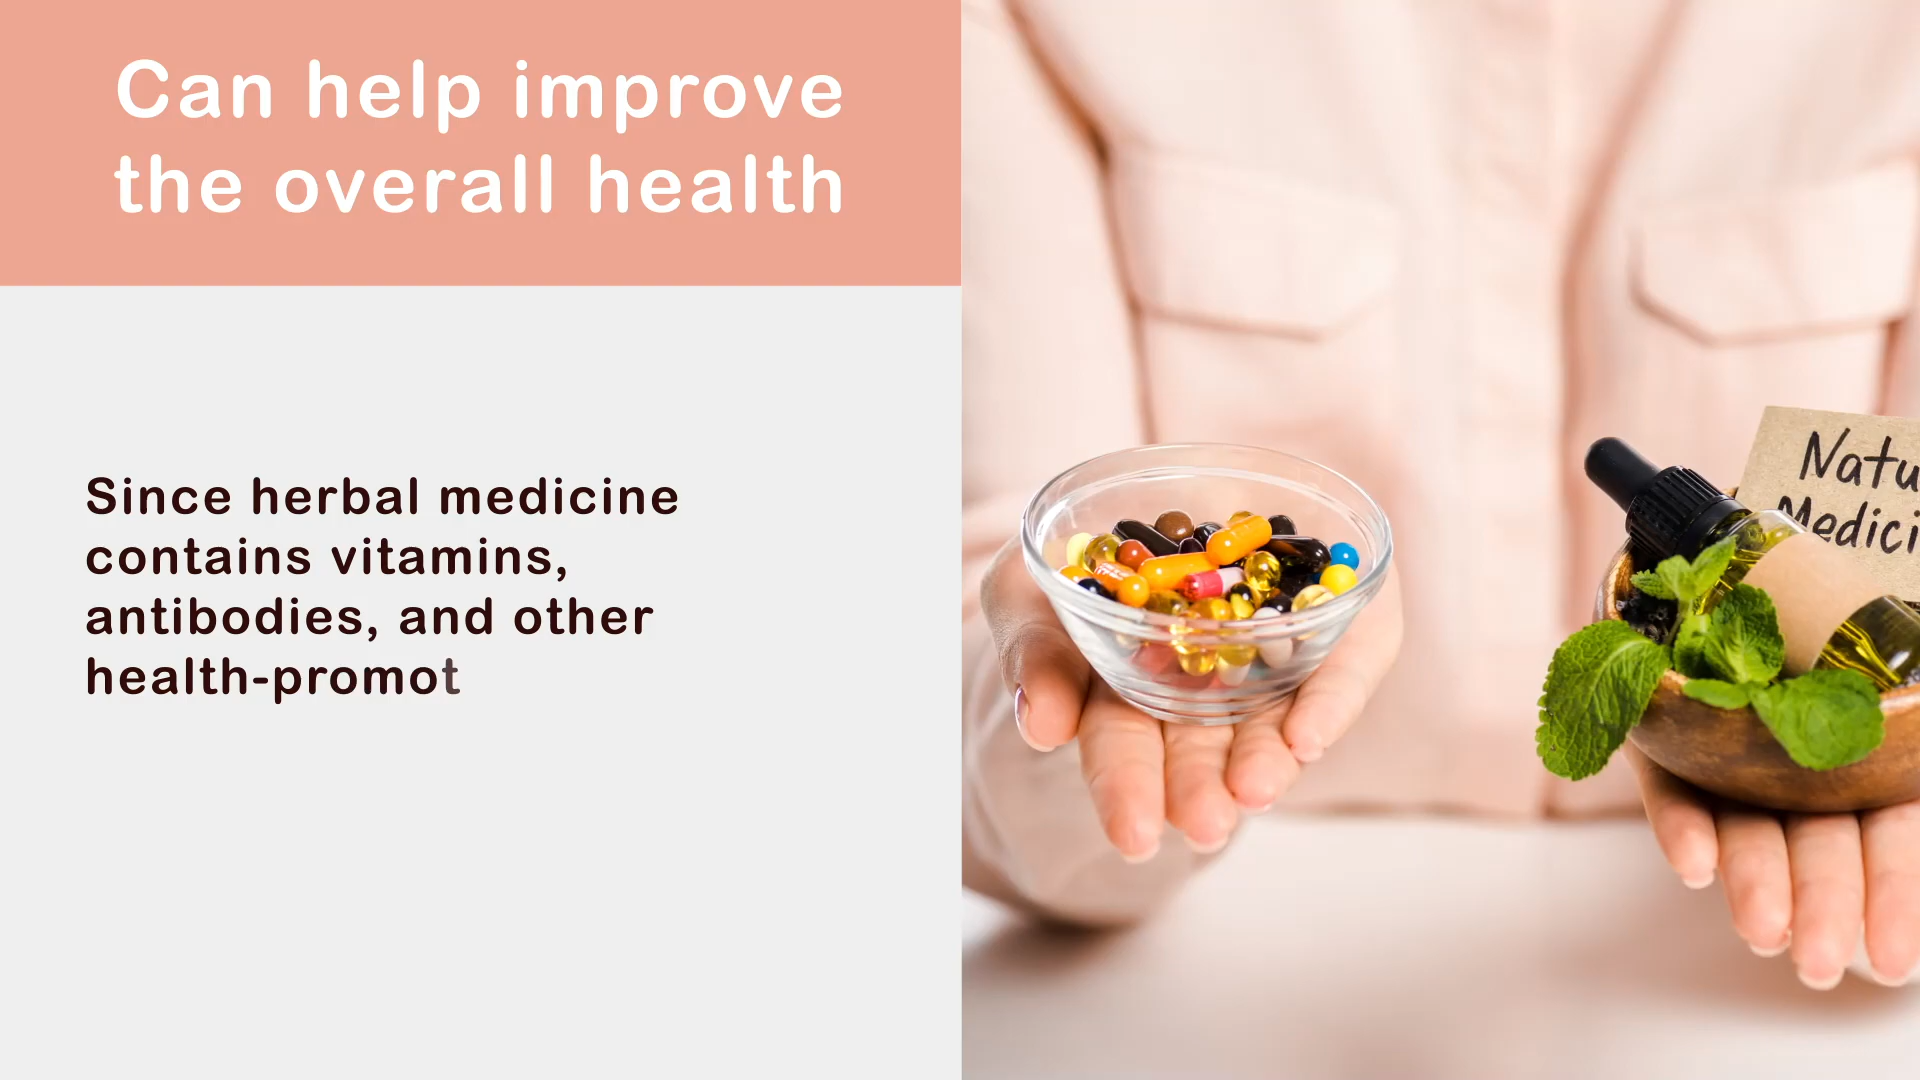 Can help improve
the overall health
Since herbal medicine
contains vitamins,
antibodies, and other
health-promot
Natu
Medici